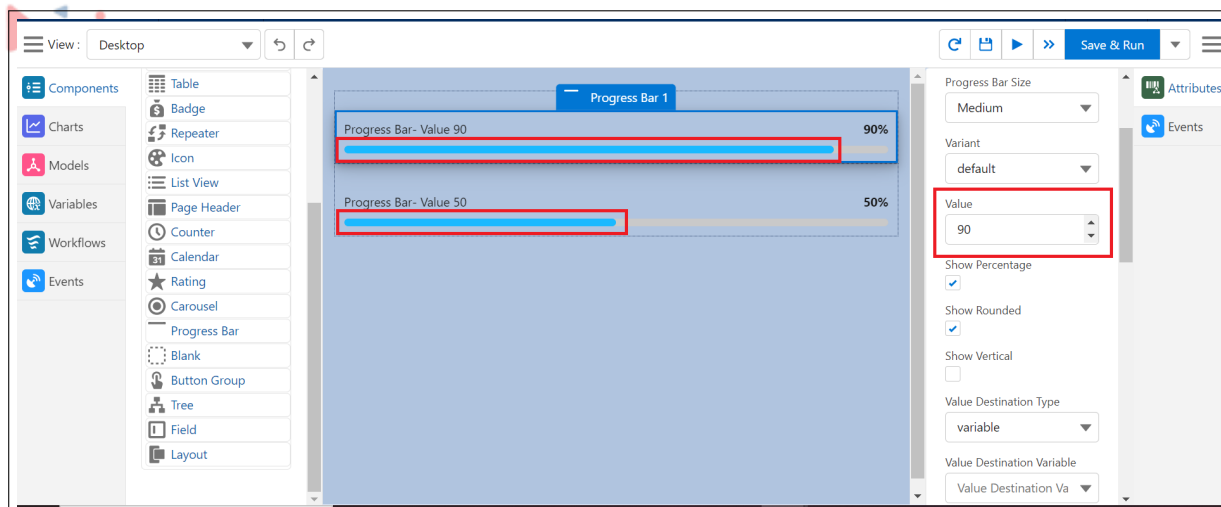 View :
Desktop
Save & Run
Components
Charts
Models
Variables
Workflows
Events
Table
Badge
Repeater
Icon
List View
Page Header
Counter
31
Calendar
Rating
Carousel
Progress Bar
Blank
Button Group
Tree
Field
Layout
Progress Bar 1
Progress Bar- Value 90
90%
Progress Bar- Value 50
50%
Progress Bar Size
Medium
Variant
default
Value
90
Show Percentage
Show Rounded
Show Vertical
Value Destination Type
variable
Value Destination Variable
Value Destination Va
Attributes
Events